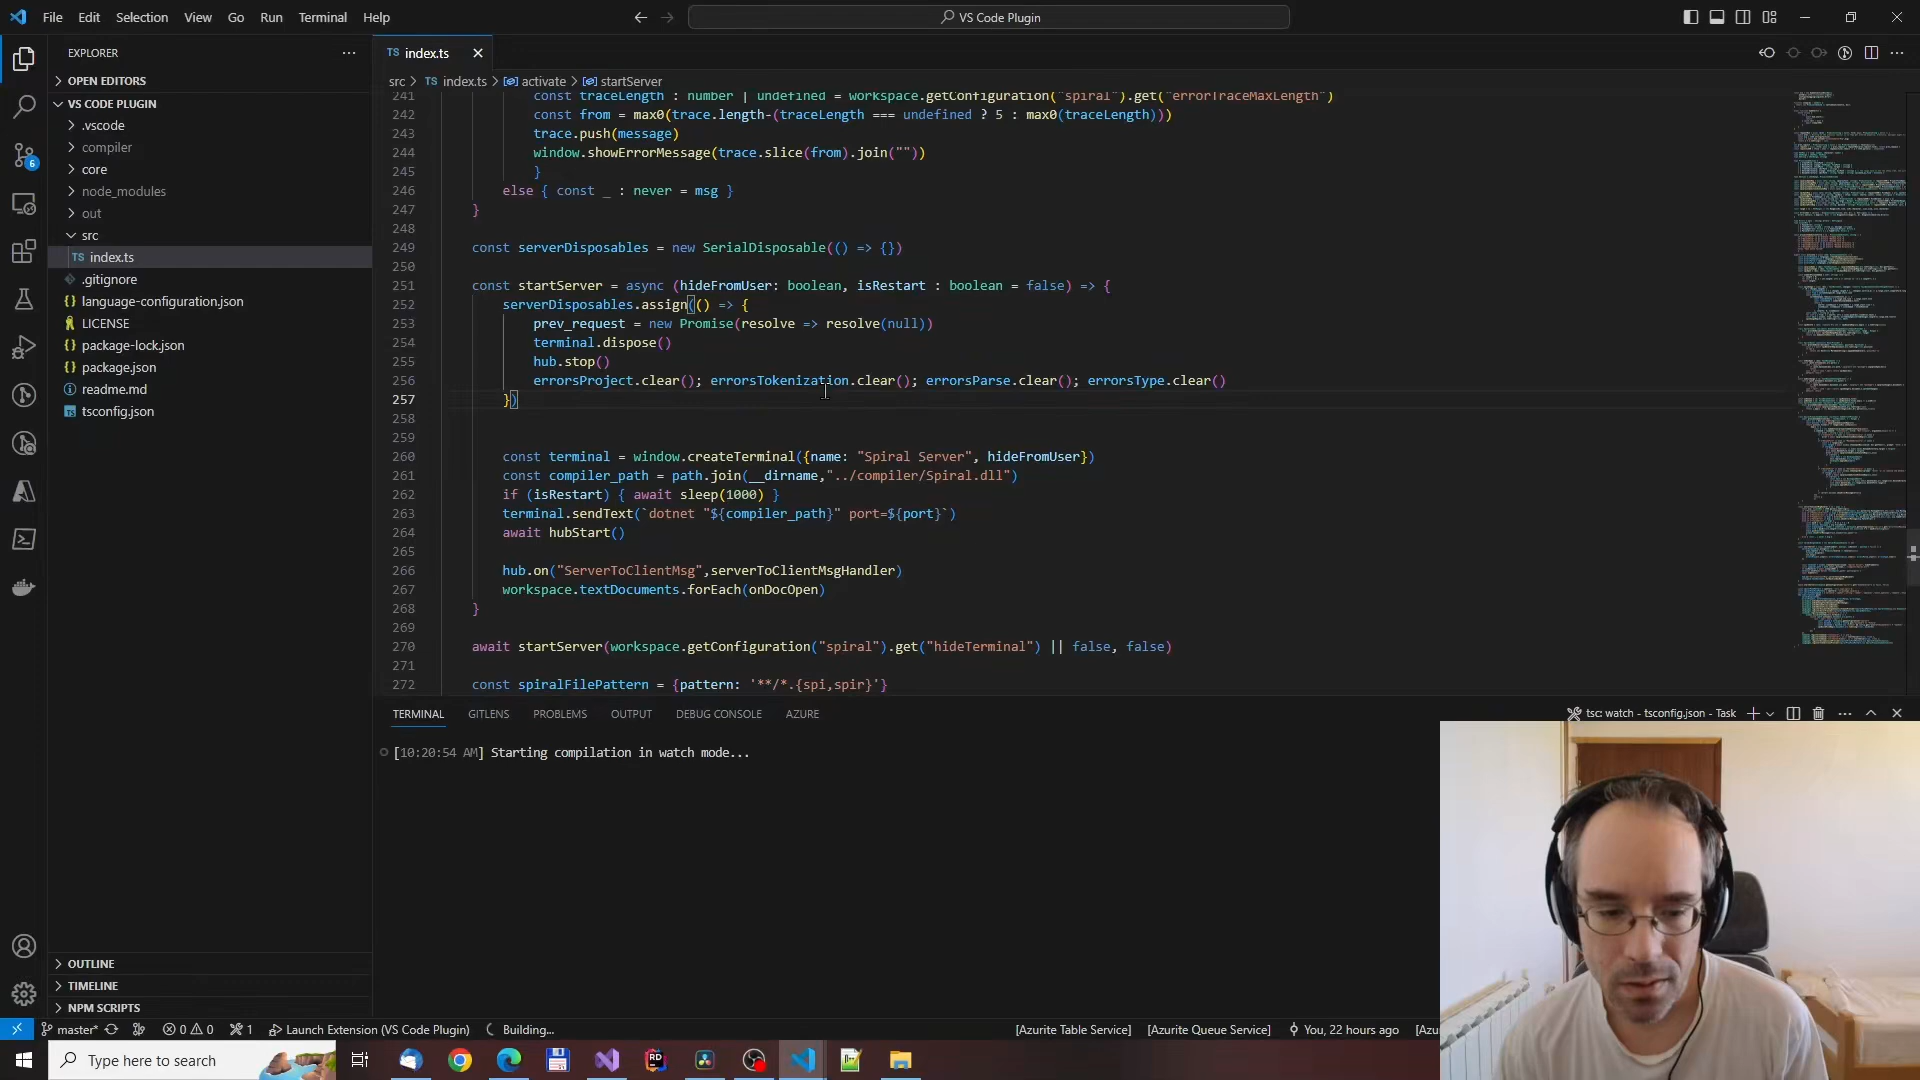 File Edit Selection View Go Run Terminal Help
VS Code Plugin
EXPLORER
OPEN EDITORS
VS CODE PLUGIN
.vscode
compiler
core
node_modules
out
src
TS index.ts
.gitignore
language-configuration.json
LICENSE
package-lock.json
package.json
readme.md
tsconfig.json
OUTLINE
TIMELINE
NPM SCRIPTS
6
TS index.ts
src > TS index.ts > activate > startServer
241 const traceLength : number | undefined = workspace.getConfiguration("spiral").get("errorTraceMaxLength")
242 const from = max0(trace.length-(traceLength === undefined ? 5 : max0(traceLength)))
243 trace.push(message)
244 window.showErrorMessage(trace.slice(from).join(""))
245 }
246 else { const _ : never = msg }
247 }
248
249 const serverDisposables = new SerialDisposable(() => {})
250
251 const startServer = async (hideFromUser: boolean, isRestart : boolean = false) => {
252 serverDisposables.assign(() => {
253 prev_request = new Promise(resolve => resolve(null))
254 terminal.dispose()
255 hub.stop()
256 errorsProject.clear(); errorsTokenization.clear(); errorsParse.clear(); errorsType.clear()
257 })
258
259
260 const terminal = window.createTerminal({name: "Spiral Server", hideFromUser})
261 const compiler_path = path.join(__dirname,"../compiler/Spiral.dll")
262 if (isRestart) { await sleep(1000) }
263 terminal.sendText(`dotnet "${compiler_path}" port=${port}`)
264 await hubStart()
265
266 hub.on("ServerToClientMsg",serverToClientMsgHandler)
267 workspace.textDocuments.forEach(onDocOpen)
268 }
269
270 await startServer(workspace.getConfiguration("spiral").get("hideTerminal") || false, false)
271
272 const spiralFilePattern = {pattern: '**/*.{spi,spir}'}
TERMINAL GITLENS PROBLEMS OUTPUT DEBUG CONSOLE AZURE
tsc: watch - tsconfig.json - Task
[10:20:54 AM] Starting compilation in watch mode...
master* 0 0 1 Launch Extension (VS Code Plugin) Building... [Azurite Table Service] [Azurite Queue Service] You, 22 hours ago [Azu
Type here to search